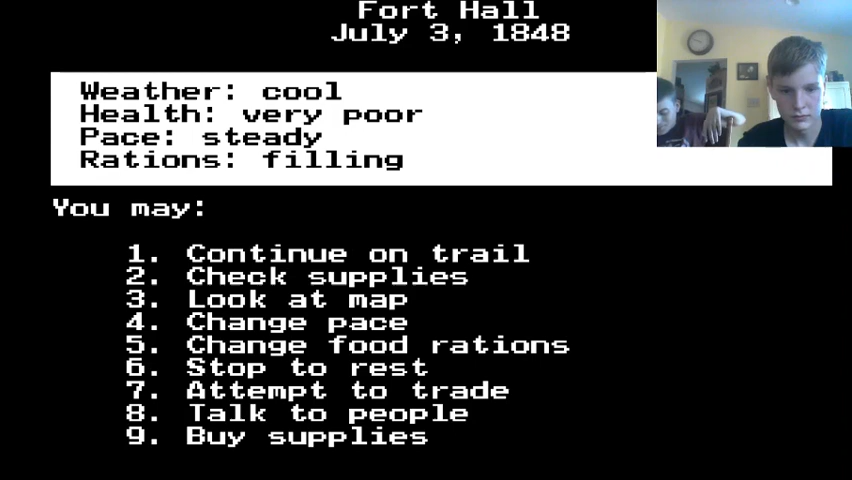 Fort Hall
July 3, 1848
Weather: cool
Health: very poor
Pace: steady
Rations: filling
You may:
1. Continue on trail
2. Check supplies
3. Look at map
4. Change pace
5. Change food rations
6. Stop to rest
7. Attempt to trade
8. Talk to people
9. Buy supplies